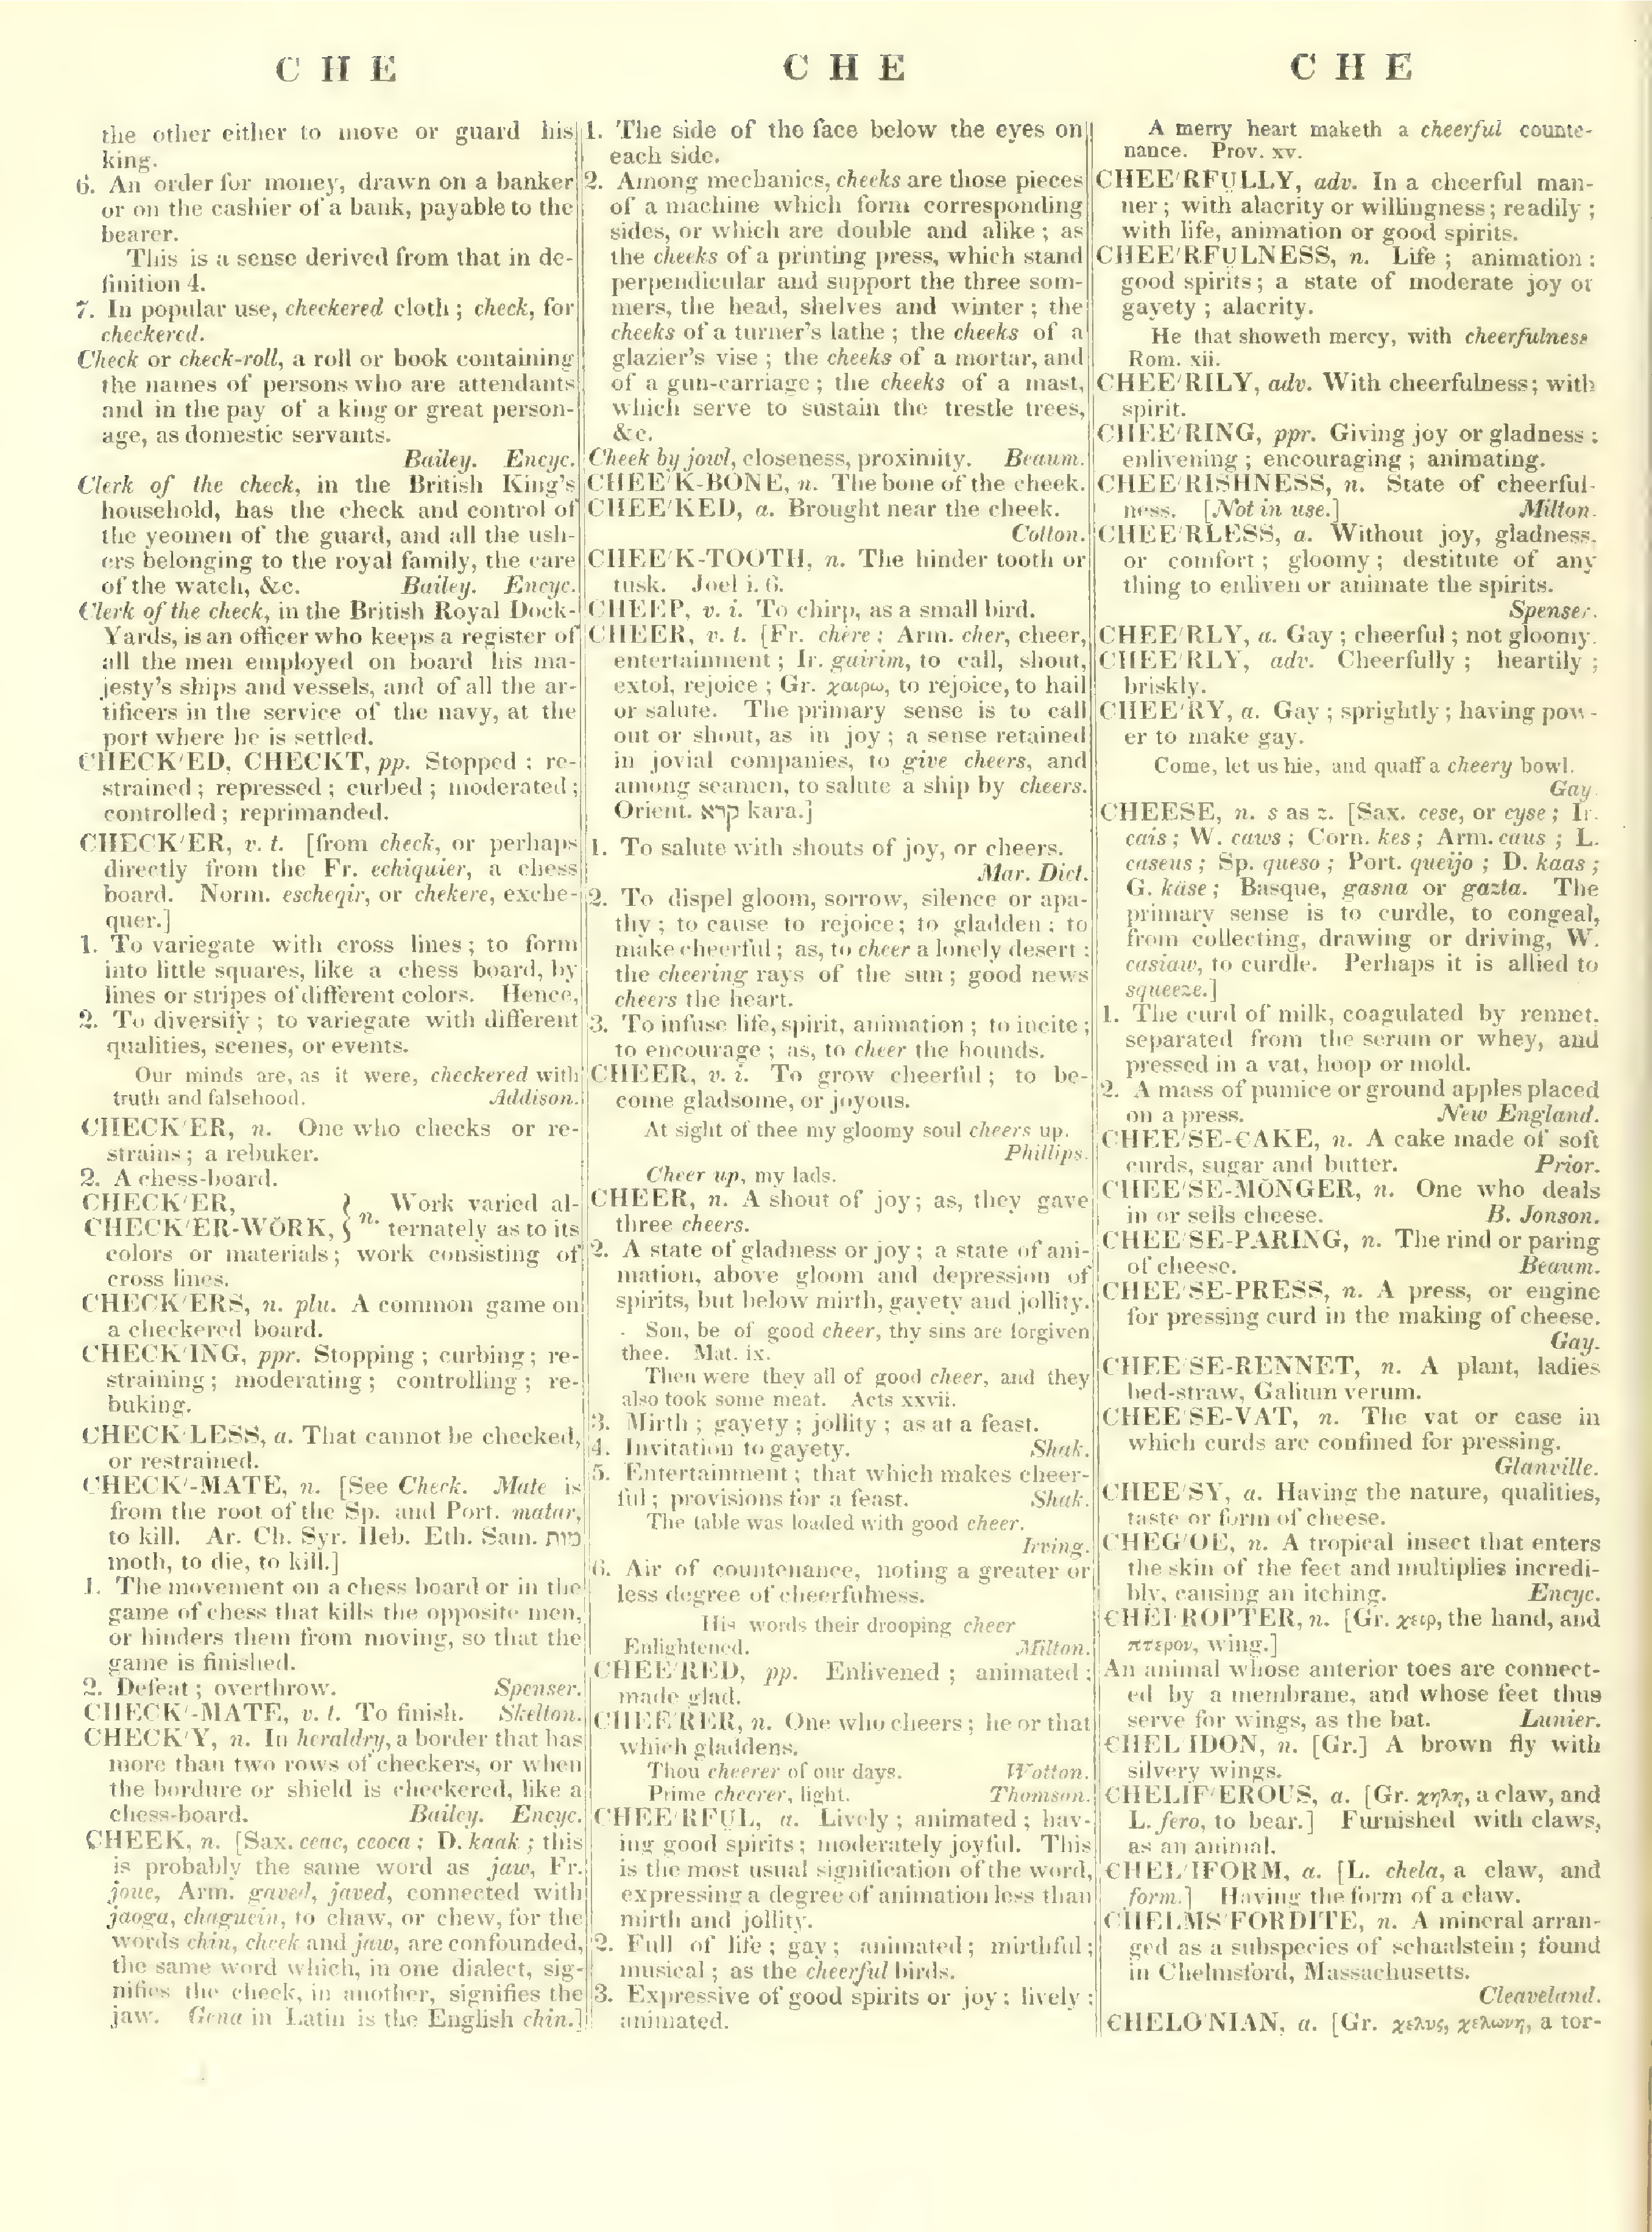 C H E
C H E
C H E
the other either to move or guard his
king.
6. An order for money, drawn on a banker
or on the cashier of a bank, payable to the
bearer.
This is a sense derived from that in de-
finition 4.
7. In popular use, checkered cloth; check, for
checkered.
Check or check-roll, a roll or book containing
the names of persons who are attendants
and in the pay of a king or great person-
age, as domestic servants.
Bailey. Encyc.
Clerk of the check, in the British King's
household, has the check and control of
the yeomen of the guard, and all the ush-
ers belonging to the royal family, the care
of the watch, &c. Bailey. Encyc.
Clerk of the check, in the British Royal Dock-
Yards, is an officer who keeps a register of
all the men employed on board his ma-
jesty's ships and vessels, and of all the ar-
tificers in the service of the navy, at the
port where he is settled.
CHECK'ED, CHECKT, pp. Stopped; re-
strained; repressed; curbed; moderated;
controlled; reprimanded.
CHECK'ER, v. t. [from check, or perhaps
directly from the Fr. echiquier, a chess
board. Norm. escheqir, or chekere, exche-
quer.]
1. To variegate with cross lines; to form
into little squares, like a chess board, by
lines or stripes of different colors. Hence,
2. To diversify; to variegate with different
qualities, scenes, or events.
Our minds are, as it were, checkered with
truth and falsehood. Addison.
CHECK'ER, n. One who checks or re-
strains; a rebuker.
2. A chess-board.
CHECK'ER, } n. Work varied al-
CHECK'ER-WORK, } ternately as to its
colors or materials; work consisting of
cross lines.
CHECK'ERS, n. plu. A common game on
a checkered board.
CHECK'ING, ppr. Stopping; curbing; re-
straining; moderating; controlling; re-
buking.
CHECK'LESS, a. That cannot be checked,
or restrained.
CHECK'-MATE, n. [See Check. Mate is
from the root of the Sp. and Port. matar,
to kill. Ar. Ch. Syr. Heb. Eth. Sam. מות
moth, to die, to kill.]
1. The movement on a chess board or in the
game of chess that kills the opposite men,
or hinders them from moving, so that the
game is finished.
2. Defeat; overthrow. Spenser.
CHECK'-MATE, v. t. To finish. Skelton.
CHECK'Y, n. In heraldry, a border that has
more than two rows of checkers, or when
the bordure or shield is checkered, like a
chess-board. Bailey. Encyc.
CHEEK, n. [Sax. ceac, ceoca; D. kaak; this
is probably the same word as jaw, Fr.
joue, Arm. gaved, javed, connected with
jaoga, chaguein, to chaw, or chew, for the
words chin, cheek and jaw, are confounded,
the same word which, in one dialect, sig-
nifies the cheek, in another, signifies the
jaw. Gena in Latin is the English chin.]
1. The side of the face below the eyes on
each side.
2. Among mechanics, cheeks are those pieces
of a machine which form corresponding
sides, or which are double and alike; as
the cheeks of a printing press, which stand
perpendicular and support the three som-
mers, the head, shelves and winter; the
cheeks of a turner's lathe; the cheeks of a
glazier's vise; the cheeks of a mortar, and
of a gun-carriage; the cheeks of a mast,
which serve to sustain the trestle trees,
&c.
Cheek by jowl, closeness, proximity. Beaum.
CHEE'K-BONE, n. The bone of the cheek.
CHEE'KED, a. Brought near the cheek.
Cotton.
CHEE'K-TOOTH, n. The hinder tooth or
tusk. Joel i. 6.
CHEEP, v. i. To chirp, as a small bird.
CHEER, v. t. [Fr. chere; Arm. cher, cheer,
entertainment; Ir. gairim, to call, shout,
extol, rejoice; Gr. χαιρω, to rejoice, to hail
or salute. The primary sense is to call
out or shout, as in joy; a sense retained
in jovial companies, to give cheers, and
among seamen, to salute a ship by cheers.
Orient. קרא kara.]
1. To salute with shouts of joy, or cheers.
Mar. Dict.
2. To dispel gloom, sorrow, silence or apa-
thy; to cause to rejoice; to gladden; to
make cheerful; as, to cheer a lonely desert;
the cheering rays of the sun; good news
cheers the heart.
3. To infuse life, spirit, animation; to incite;
to encourage; as, to cheer the hounds.
CHEER, v. i. To grow cheerful; to be-
come gladsome, or joyous.
At sight of thee my gloomy soul cheers up.
Phillips.
Cheer up, my lads.
CHEER, n. A shout of joy; as, they gave
three cheers.
2. A state of gladness or joy; a state of ani-
mation, above gloom and depression of
spirits, but below mirth, gayety and jollity.
Son, be of good cheer, thy sins are forgiven
thee. Mat. ix.
Then were they all of good cheer, and they
also took some meat. Acts xxvii.
3. Mirth; gayety; jollity; as at a feast.
4. Invitation to gayety. Shak.
5. Entertainment; that which makes cheer-
ful; provisions for a feast. Shak.
The table was loaded with good cheer.
Irving.
6. Air of countenance, noting a greater or
less degree of cheerfulness.
His words their drooping cheer
Enlightened. Milton.
CHEE'RED, pp. Enlivened; animated;
made glad.
CHEE'RER, n. One who cheers; he or that
which gladdens.
Thou cheerer of our days. Wotton.
Prime cheerer, light. Thomson.
CHEE'RFUL, a. Lively; animated; hav-
ing good spirits; moderately joyful. This
is the most usual signification of the word,
expressing a degree of animation less than
mirth and jollity.
2. Full of life; gay; animated; mirthful;
musical; as the cheerful birds.
3. Expressive of good spirits or joy; lively;
animated.
A merry heart maketh a cheerful counte-
nance. Prov. xv.
CHEE'RFULLY, adv. In a cheerful man-
ner; with alacrity or willingness; readily;
with life, animation or good spirits.
CHEE'RFULNESS, n. Life; animation;
good spirits; a state of moderate joy or
gayety; alacrity.
He that showeth mercy, with cheerfulness
Rom. xii.
CHEE'RILY, adv. With cheerfulness; with
spirit.
CHEE'RING, ppr. Giving joy or gladness;
enlivening; encouraging; animating.
CHEE'RISHNESS, n. State of cheerful-
ness. [Not in use.] Milton.
CHEE'RLESS, a. Without joy, gladness,
or comfort; gloomy; destitute of any
thing to enliven or animate the spirits.
Spenser.
CHEE'RLY, a. Gay; cheerful; not gloomy.
CHEE'RLY, adv. Cheerfully; heartily;
briskly.
CHEE'RY, a. Gay; sprightly; having pow-
er to make gay.
Come, let us hie, and quaff a cheery bowl.
Gay.
CHEESE, n. s as z. [Sax. cese, or cyse; Ir.
cais; W. caws; Corn. kes; Arm. caus; L.
caseus; Sp. queso; Port. queijo; D. kaas;
G. käse; Basque, gasna or gazta. The
primary sense is to curdle, to congeal,
from collecting, drawing or driving, W.
casiaw, to curdle. Perhaps it is allied to
squeeze.]
1. The curd of milk, coagulated by rennet,
separated from the serum or whey, and
pressed in a vat, hoop or mold.
2. A mass of pumice or ground apples placed
on a press. New England.
CHEE'SE-CAKE, n. A cake made of soft
curds, sugar and butter. Prior.
CHEE'SE-MONGER, n. One who deals
in or sells cheese. B. Jonson.
CHEE'SE-PARING, n. The rind or paring
of cheese. Beaum.
CHEE'SE-PRESS, n. A press, or engine
for pressing curd in the making of cheese.
Gay.
CHEE'SE-RENNET, n. A plant, ladies
bed-straw, Galium verum.
CHEE'SE-VAT, n. The vat or case in
which curds are confined for pressing.
Glanville.
CHEE'SY, a. Having the nature, qualities,
taste or form of cheese.
CHEG'OE, n. A tropical insect that enters
the skin of the feet and multiplies incredi-
bly, causing an itching. Encyc.
CHEI'ROPTER, n. [Gr. χειρ, the hand, and
πτερον, wing.]
An animal whose anterior toes are connect-
ed by a membrane, and whose feet thus
serve for wings, as the bat. Lunier.
CHEL'IDON, n. [Gr.] A brown fly with
silvery wings.
CHELIF'EROUS, a. [Gr. χηλη, a claw, and
L. fero, to bear.] Furnished with claws,
as an animal.
CHEL'IFORM, a. [L. chela, a claw, and
form.] Having the form of a claw.
CHELMS'FORDITE, n. A mineral arran-
ged as a subspecies of schaalstein; found
in Chelmsford, Massachusetts.
Cleaveland.
CHELO'NIAN, a. [Gr. χελυς, χελωνη, a tor-